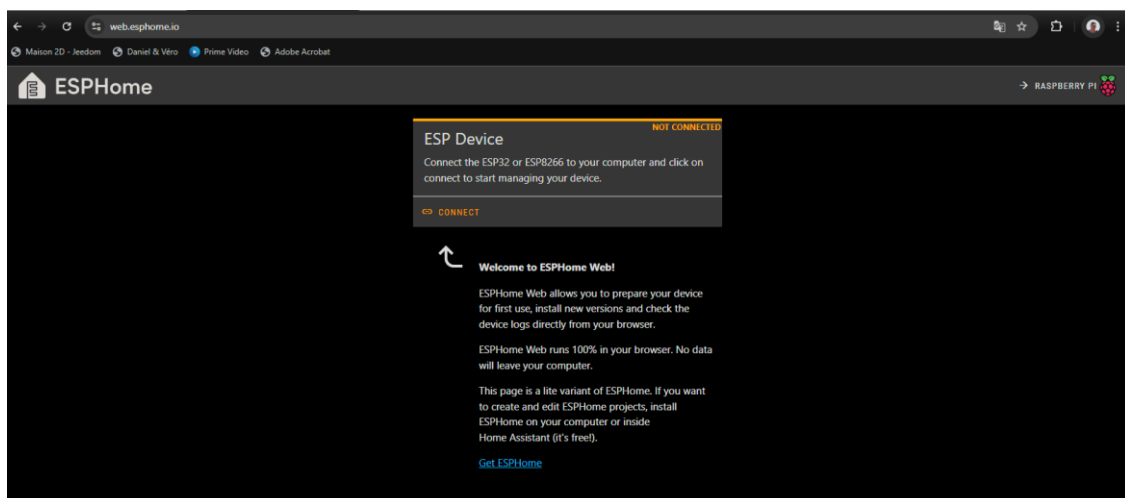 web.esphome.io
Maison 2D - Jeedom Daniel & Véro Prime Video Adobe Acrobat
ESPHome
RASPBERRY PI
NOT CONNECTED
ESP Device
Connect the ESP32 or ESP8266 to your computer and click on
connect to start managing your device.
CONNECT
Welcome to ESPHome Web!
ESPHome Web allows you to prepare your device
for first use, install new versions and check the
device logs directly from your browser.
ESPHome Web runs 100% in your browser. No data
will leave your computer.
This page is a lite variant of ESPHome. If you want
to create and edit ESPHome projects, install
ESPHome on your computer or inside
Home Assistant (it's free!).
Get ESPHome